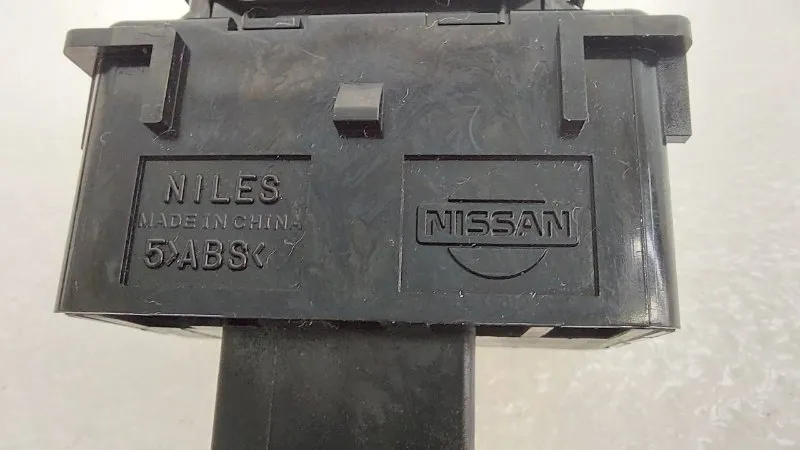 NILES
MADE IN CHINA
5>ABS<
NISSAN